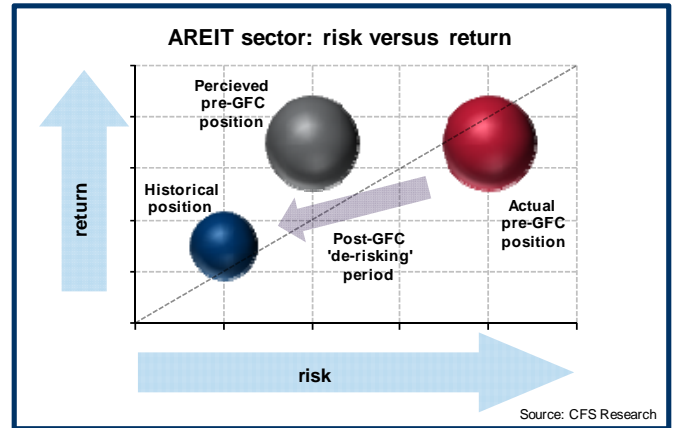 AREIT sector: risk versus return
Percieved
pre-GFC
position
Historical
position
return
Post-GFC
'de-risking'
period
Actual
pre-GFC
position
risk
Source: CFS Research